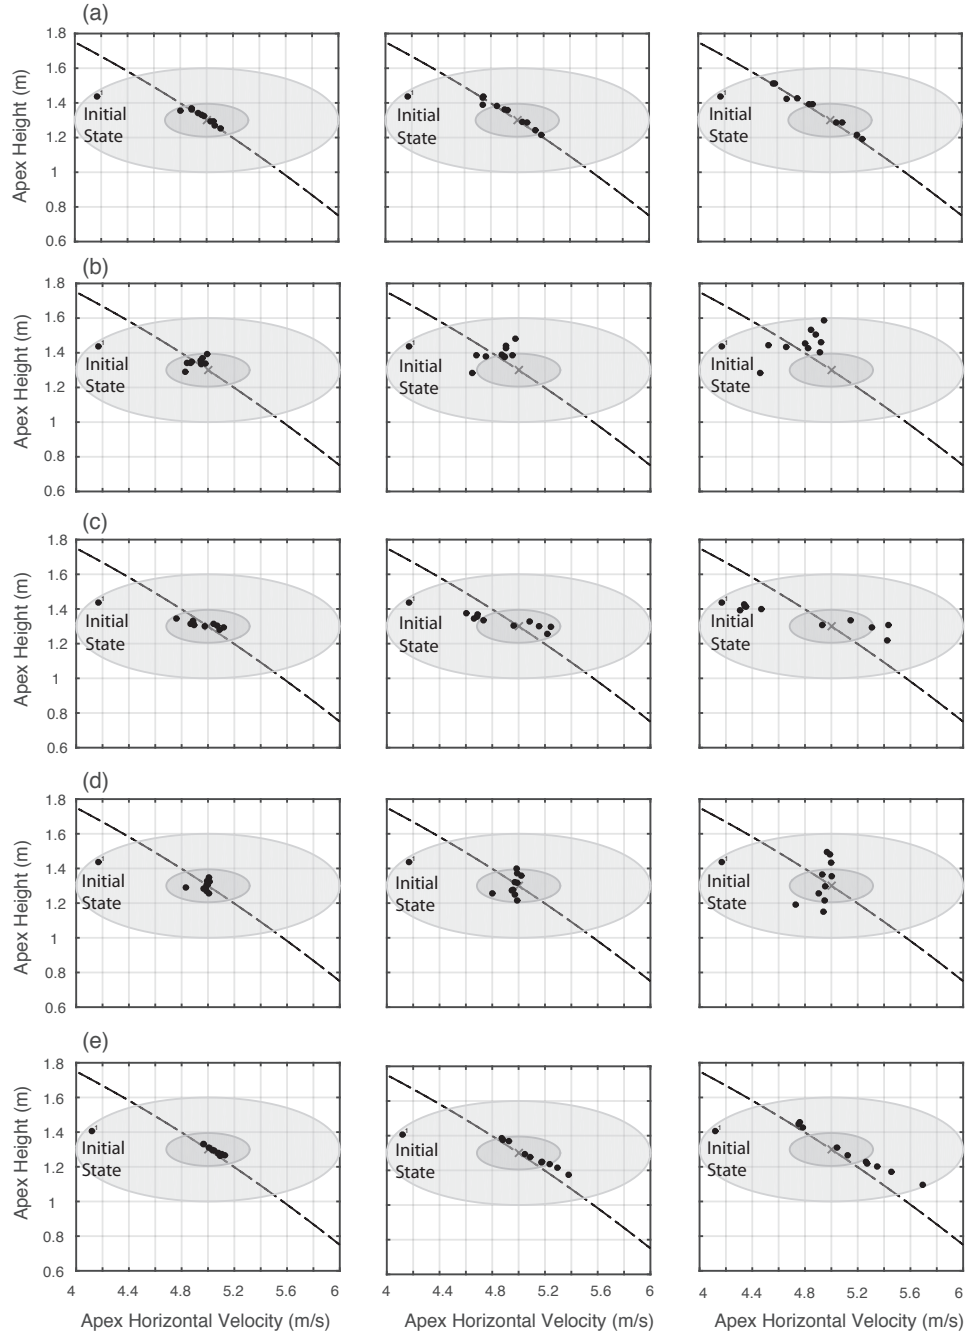 (a)
1.8
1.6
1.4
1.2
1
0.8
0.6
Apex Height (m)
Initial
State
Initial
State
Initial
State
(b)
1.8
1.6
1.4
1.2
1
0.8
0.6
Apex Height (m)
Initial
State
Initial
State
Initial
State
(c)
1.8
1.6
1.4
1.2
1
0.8
0.6
Apex Height (m)
Initial
State
Initial
State
Initial
State
(d)
1.8
1.6
1.4
1.2
1
0.8
0.6
Apex Height (m)
Initial
State
Initial
State
Initial
State
(e)
1.8
1.6
1.4
1.2
1
0.8
0.6
Apex Height (m)
Initial
State
Initial
State
Initial
State
4 4.4 4.8 5.2 5.6 6
4 4.4 4.8 5.2 5.6 6
4 4.4 4.8 5.2 5.6 6
Apex Horizontal Velocity (m/s)
Apex Horizontal Velocity (m/s)
Apex Horizontal Velocity (m/s)